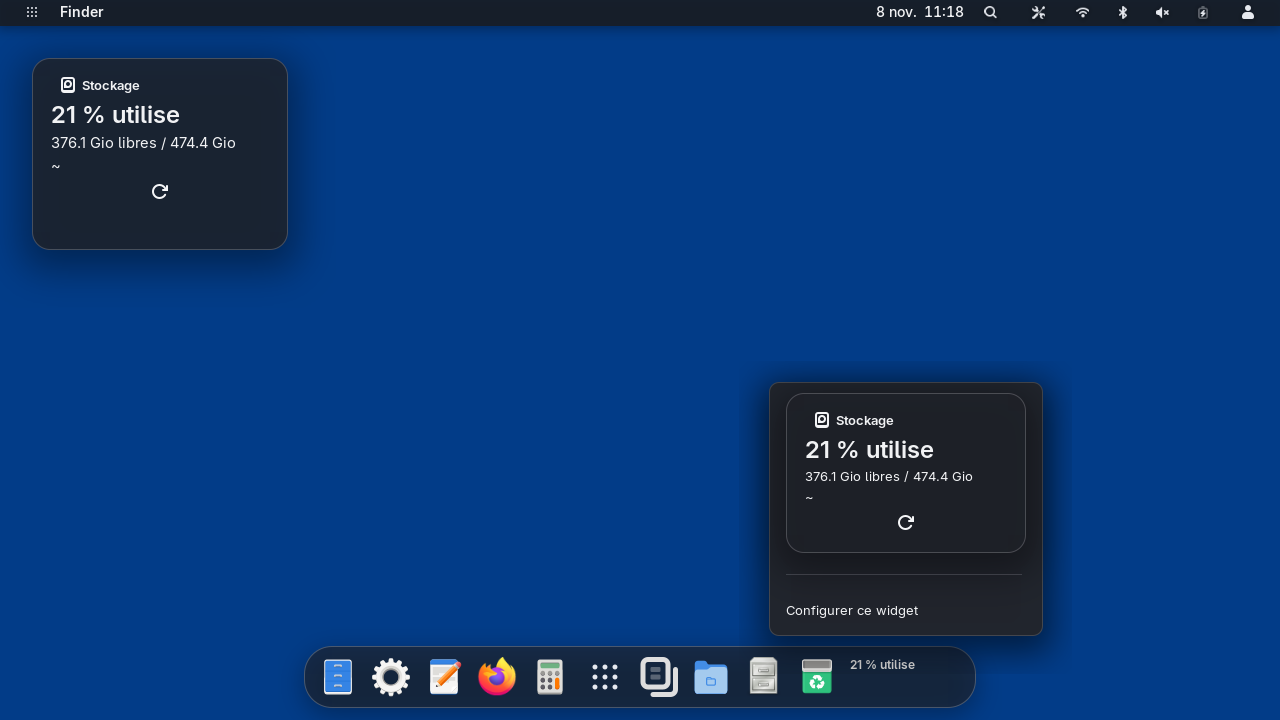 Finder
8 nov. 11:18
Stockage
21 % utilise
376.1 Gio libres / 474.4 Gio
~
Stockage
21 % utilise
376.1 Gio libres / 474.4 Gio
~
Configurer ce widget
21 % utilise